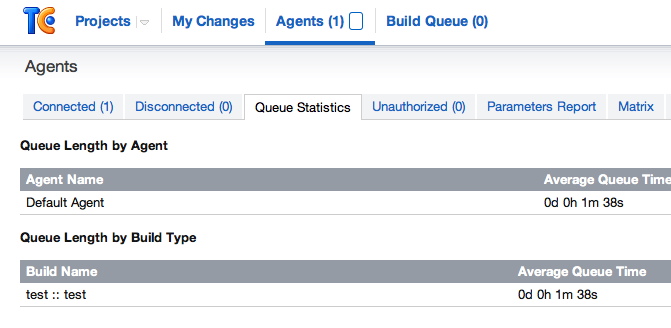 TC Projects My Changes Agents (1) Build Queue (0)
Agents
Connected (1) Disconnected (0) Queue Statistics Unauthorized (0) Parameters Report Matrix
Queue Length by Agent
Agent Name Average Queue Time
Default Agent 0d 0h 1m 38s
Queue Length by Build Type
Build Name Average Queue Time
test :: test 0d 0h 1m 38s